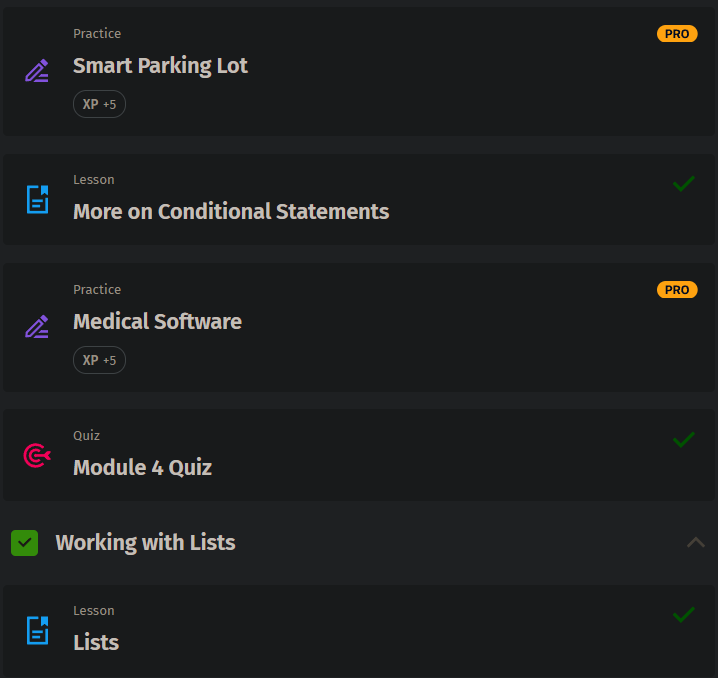 Practice
PRO
Smart Parking Lot
XP +5
Lesson
More on Conditional Statements
Practice
PRO
Medical Software
XP +5
Quiz
Module 4 Quiz
Working with Lists
Lesson
Lists